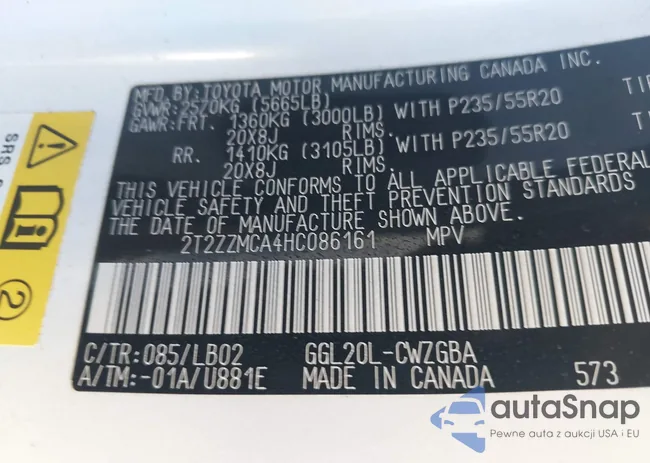 MFD. BY: TOYOTA MOTOR MANUFACTURING CANADA INC.
GVWR: 2570KG (5665LB)
GAWR: FRT. 1360KG (3000LB) WITH P235/55R20
20X8J RIMS.
RR. 1410KG (3105LB) WITH P235/55R20
20X8J RIMS.
THIS VEHICLE CONFORMS TO ALL APPLICABLE FEDERAL
VEHICLE SAFETY AND THEFT PREVENTION STANDARDS
THE DATE OF MANUFACTURE SHOWN ABOVE.
2T2ZZMCA4HC086161 MPV
C/TR: 085/LB02 GGL20L-CWZGBA
A/TM: -01A/U881E MADE IN CANADA 573
SRS
2
autaSnap
Pewne auta z aukcji USA i EU